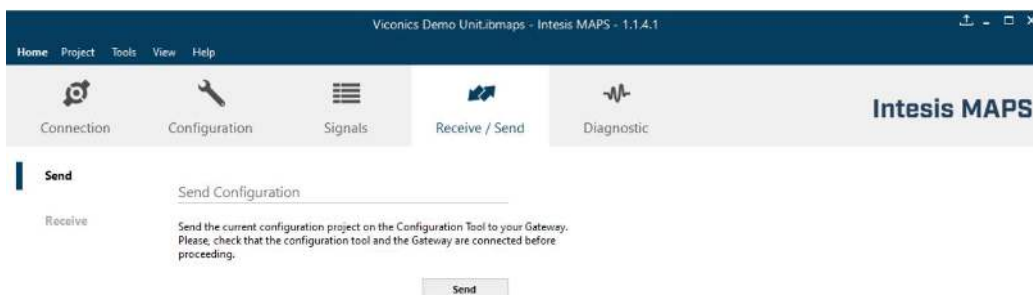 Viconics Demo Unit.ibmaps - Intesis MAPS - 1.1.4.1
Home Project Tools View Help
Connection Configuration Signals Receive / Send Diagnostic
Intesis MAPS
Send
Send Configuration
Receive
Send the current configuration project on the Configuration Tool to your Gateway.
Please, check that the configuration tool and the Gateway are connected before
proceeding.
Send